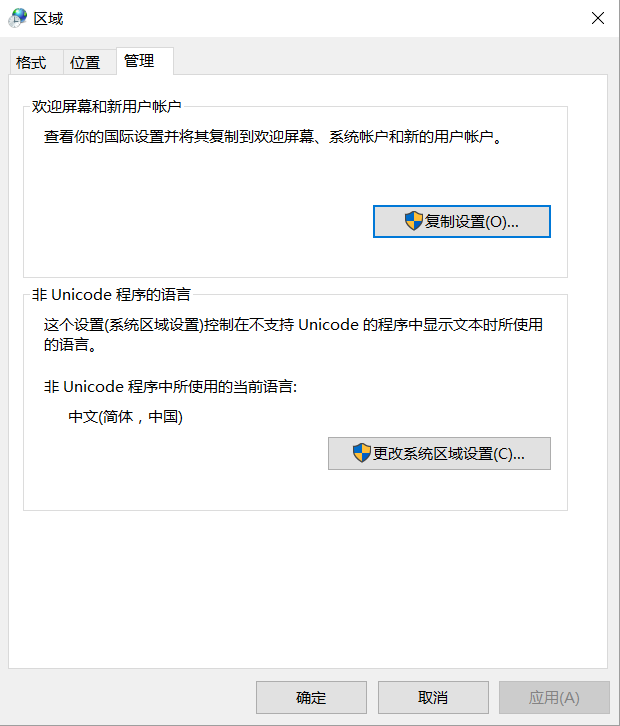 区域
格式 位置 管理
欢迎屏幕和新用户帐户
查看你的国际设置并将其复制到欢迎屏幕、系统帐户和新的用户帐户。
复制设置(O)...
非 Unicode 程序的语言
这个设置(系统区域设置)控制在不支持 Unicode 的程序中显示文本时所使用
的语言。
非 Unicode 程序中所使用的当前语言:
中文(简体，中国)
更改系统区域设置(C)...
确定 取消 应用(A)